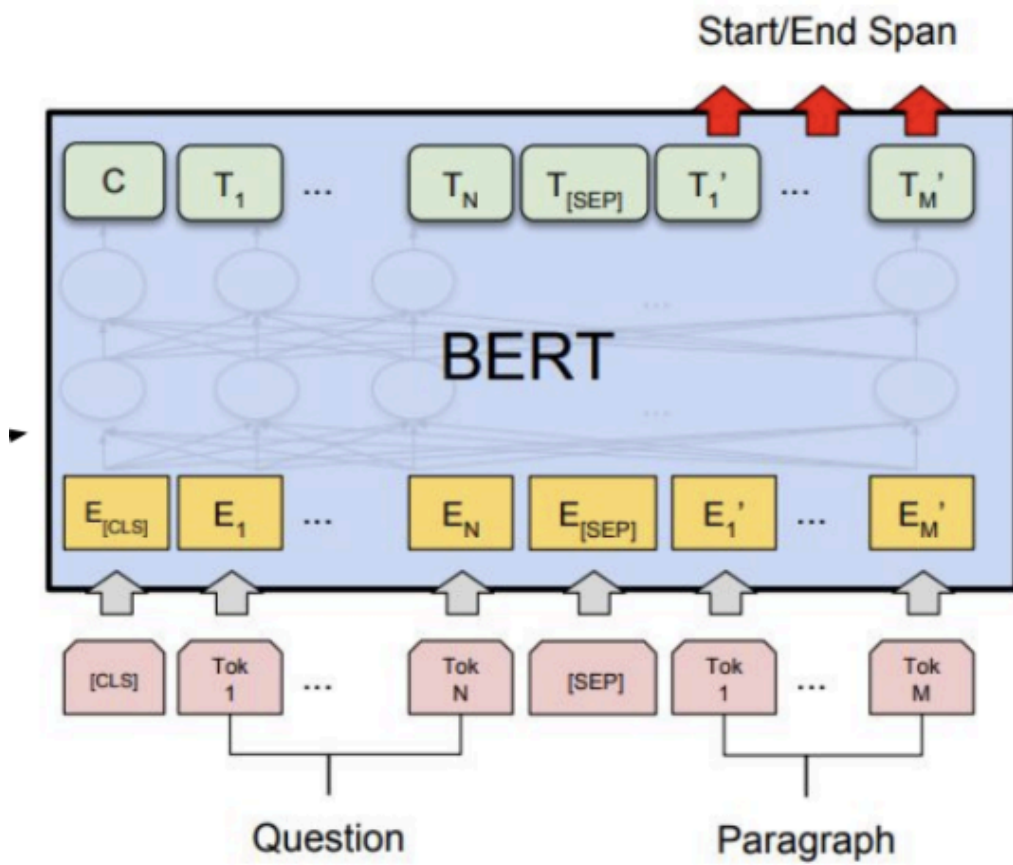 Start/End Span
C T1 ... TN T[SEP] T1’ ... TM’
...
BERT
...
E[CLS] E1 ... EN E[SEP] E1’ ... EM’
[CLS] Tok 1 ... Tok N [SEP] Tok 1 ... Tok M
Question Paragraph